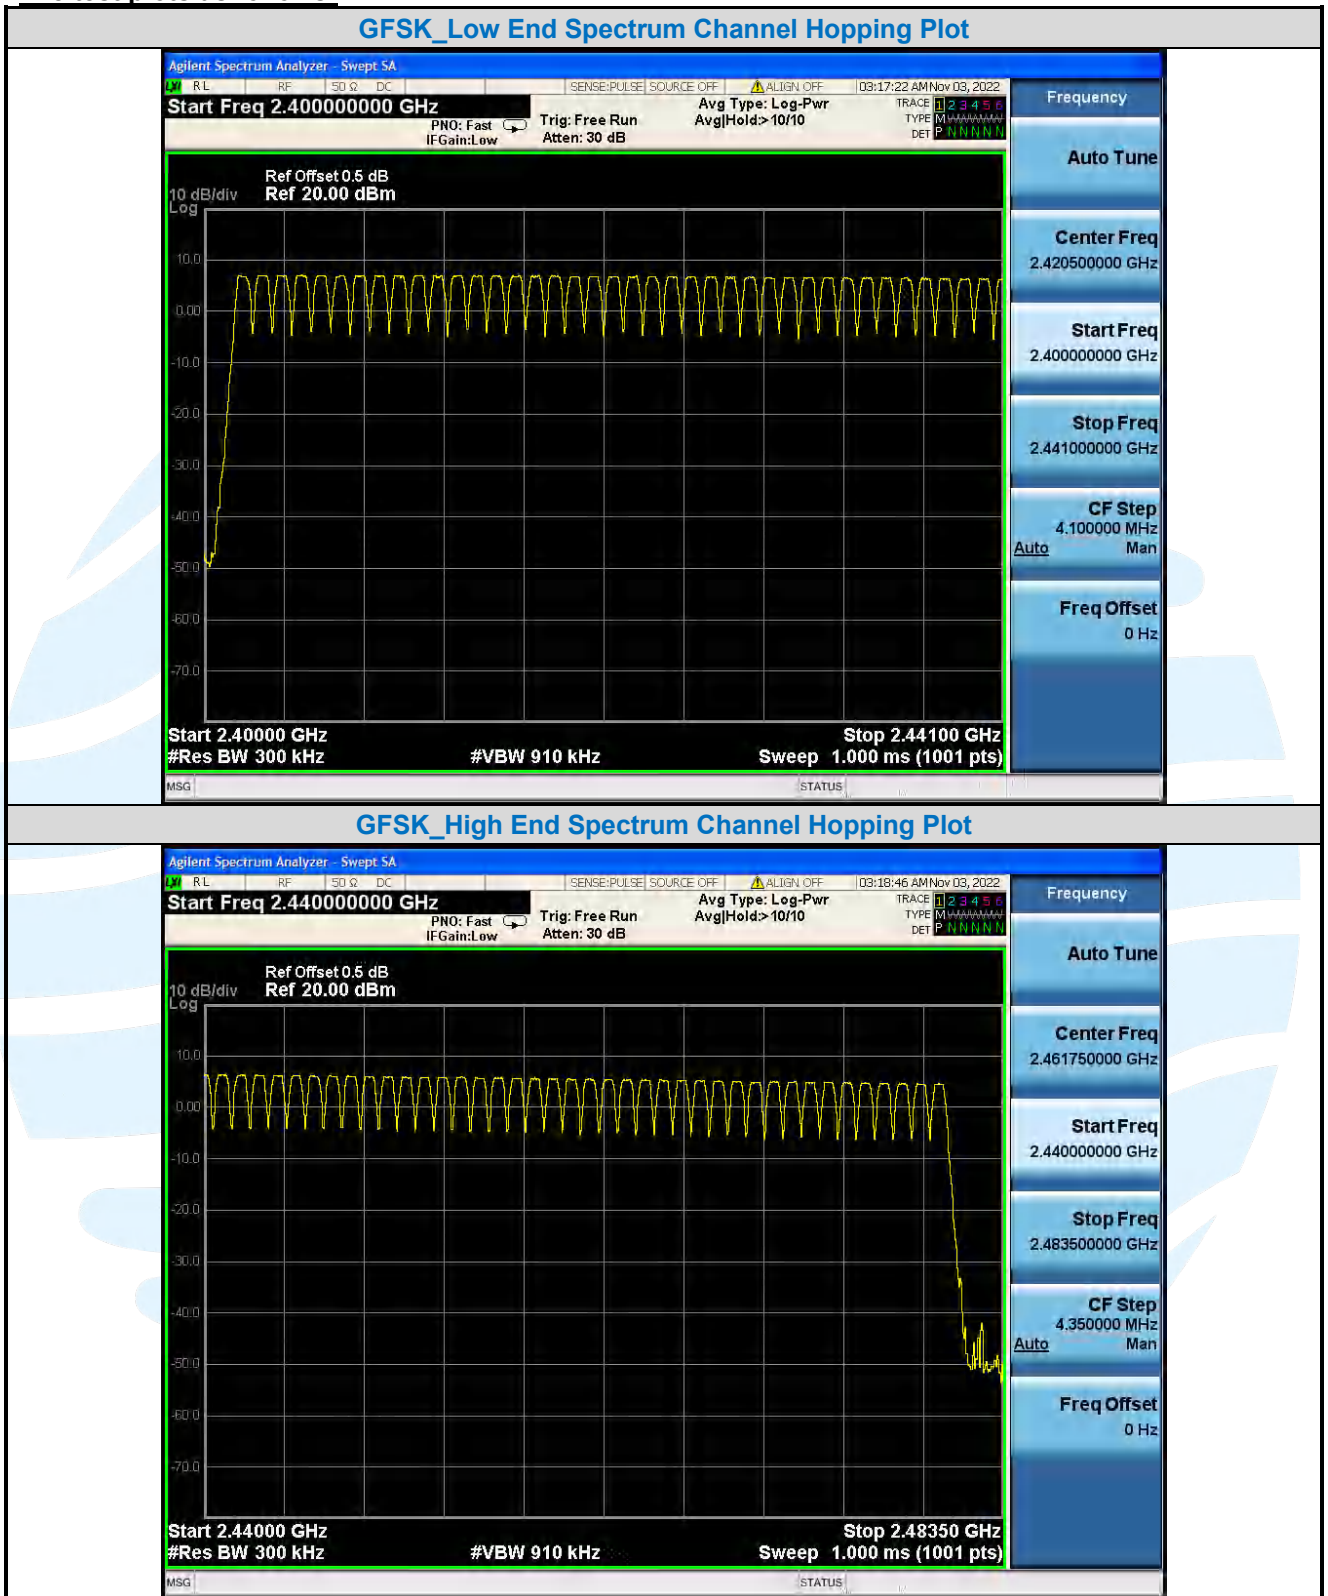 GFSK_Low End Spectrum Channel Hopping Plot
Agilent Spectrum Analyzer - Swept SA
LXI RL RF 50 Ω DC SENSE:PULSE SOURCE OFF ALIGN OFF 03:17:22 AM Nov 03, 2022
Start Freq 2.400000000 GHz
PNO: Fast
IFGain:Low
Trig: Free Run
Atten: 30 dB
Avg Type: Log-Pwr
Avg|Hold:>10/10
TRACE 1 2 3 4 5 6
TYPE M
DET P N N N N N
Ref Offset 0.5 dB
10 dB/div Ref 20.00 dBm
Log
10.0
0.00
-10.0
-20.0
-30.0
-40.0
-50.0
-60.0
-70.0
Start 2.40000 GHz Stop 2.44100 GHz
#Res BW 300 kHz #VBW 910 kHz Sweep 1.000 ms (1001 pts)
MSG STATUS
Frequency
Auto Tune
Center Freq
2.420500000 GHz
Start Freq
2.400000000 GHz
Stop Freq
2.441000000 GHz
CF Step
4.100000 MHz
Auto Man
Freq Offset
0 Hz
GFSK_High End Spectrum Channel Hopping Plot
Agilent Spectrum Analyzer - Swept SA
LXI RL RF 50 Ω DC SENSE:PULSE SOURCE OFF ALIGN OFF 03:18:46 AM Nov 03, 2022
Start Freq 2.440000000 GHz
PNO: Fast
IFGain:Low
Trig: Free Run
Atten: 30 dB
Avg Type: Log-Pwr
Avg|Hold:>10/10
TRACE 1 2 3 4 5 6
TYPE M
DET P N N N N N
Ref Offset 0.5 dB
10 dB/div Ref 20.00 dBm
Log
10.0
0.00
-10.0
-20.0
-30.0
-40.0
-50.0
-60.0
-70.0
Start 2.44000 GHz Stop 2.48350 GHz
#Res BW 300 kHz #VBW 910 kHz Sweep 1.000 ms (1001 pts)
MSG STATUS
Frequency
Auto Tune
Center Freq
2.461750000 GHz
Start Freq
2.440000000 GHz
Stop Freq
2.483500000 GHz
CF Step
4.350000 MHz
Auto Man
Freq Offset
0 Hz